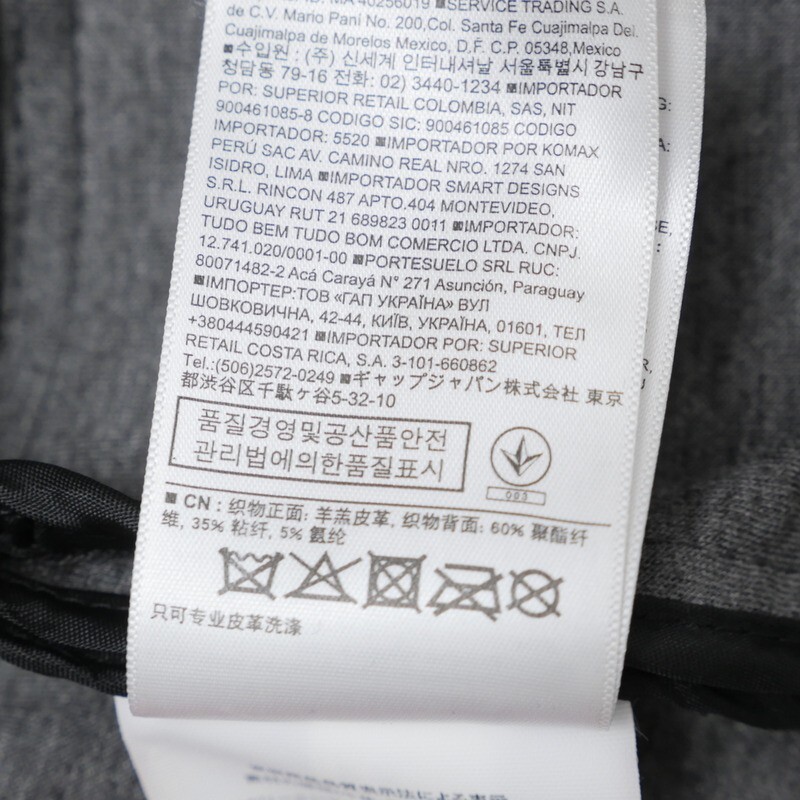 MA 40256019 ■SERVICE TRADING S.A.
de C.V. Mario Pani No. 200,Col. Santa Fe Cuajimalpa Del.
Cuajimalpa de Morelos Mexico, D.F. C.P. 05348,Mexico
■수입원 : (주) 신세계 인터내셔날 서울특별시 강남구
청담동 79-16 전화: 02) 3440-1234 ■IMPORTADOR
POR: SUPERIOR RETAIL COLOMBIA, SAS, NIT
900461085-8 CODIGO SIC: 900461085 CODIGO
IMPORTADOR: 5520 ■IMPORTADOR POR KOMAX
PERÚ SAC AV. CAMINO REAL NRO. 1274 SAN
ISIDRO, LIMA ■IMPORTADOR SMART DESIGNS
S.R.L. RINCON 487 APTO.404 MONTEVIDEO,
URUGUAY RUT 21 689823 0011 ■IMPORTADOR:
TUDO BEM TUDO BOM COMERCIO LTDA. CNPJ.
12.741.020/0001-00 ■PORTESUELO SRL RUC:
80071482-2 Acá Carayá N° 271 Asunción, Paraguay
■ІМПОРТЕР:ТОВ «ГАП УКРАЇНА» ВУЛ
ШОВКОВИЧНА, 42-44, КИЇВ, УКРАЇНА, 01601, ТЕЛ
+380444590421 ■IMPORTADOR POR: SUPERIOR
RETAIL COSTA RICA, S.A. 3-101-660862
Tel.:(506)2572-0249 ■ギャップジャパン株式会社 東京
都渋谷区千駄ヶ谷5-32-10
품질경영및공산품안전
관리법에의한품질표시
003
■ CN: 织物正面: 羊羔皮革, 织物背面: 60% 聚酯纤
维, 35% 粘纤, 5% 氨纶
只可专业皮革洗涤